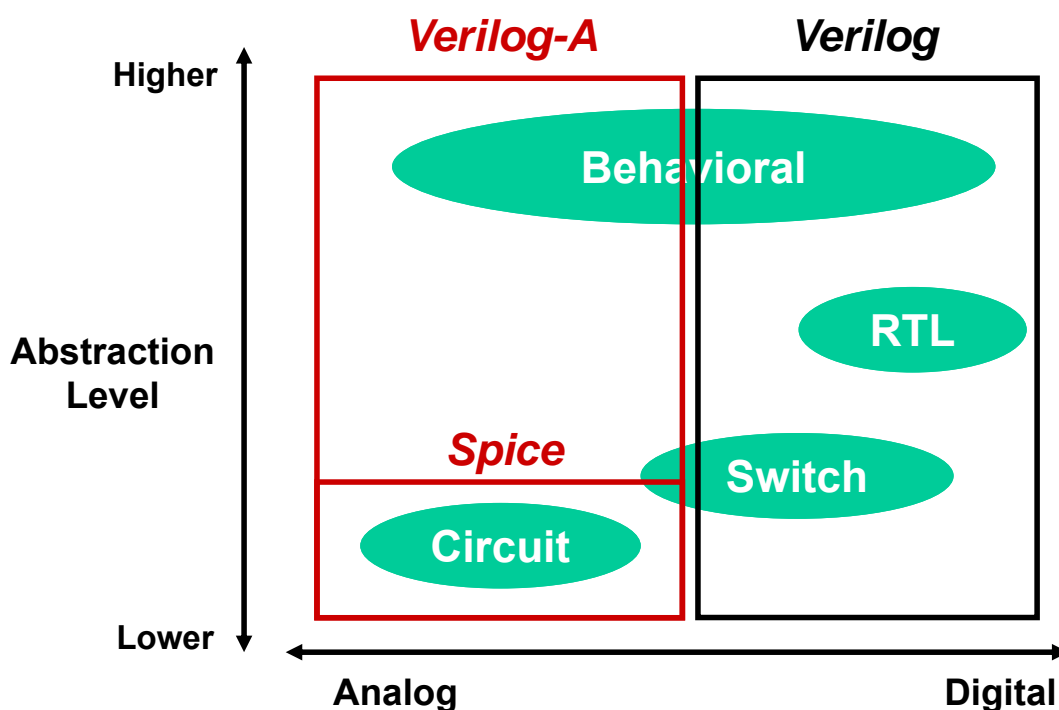 Verilog-A
Verilog
Higher
Behavioral
RTL
Abstraction
Level
Spice
Switch
Circuit
Lower
Analog
Digital